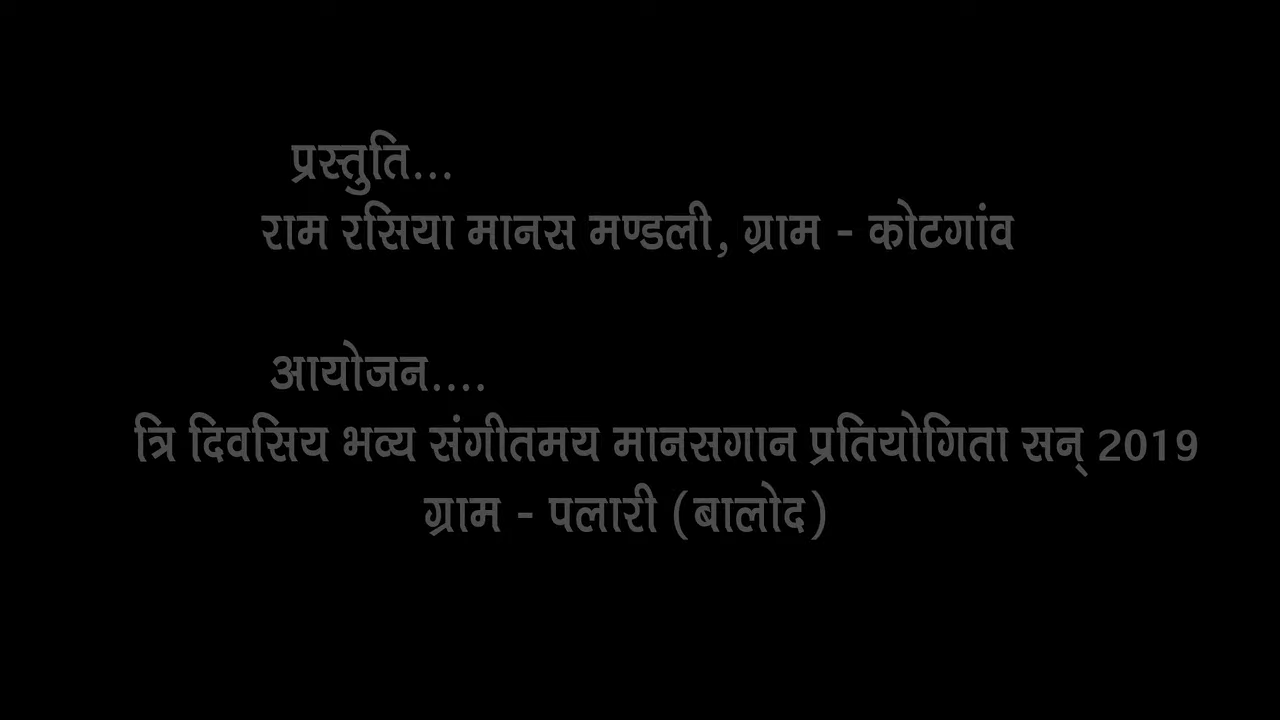 प्रस्तुति...
राम रसिया मानस मण्डली, ग्राम - कोटगांव
आयोजन....
त्रि दिवसिय भव्य संगीतमय मानसगान प्रतियोगिता सन् 2019
ग्राम - पलारी (बालोद)